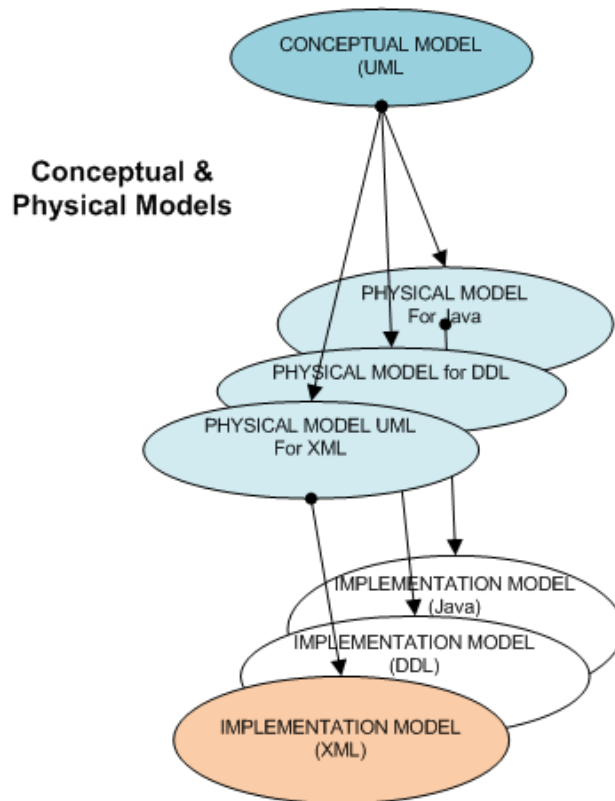 CONCEPTUAL MODEL
(UML
Conceptual &
Physical Models
PHYSICAL MODEL
For Java
PHYSICAL MODEL for DDL
PHYSICAL MODEL UML
For XML
IMPLEMENTATION MODEL
(Java)
IMPLEMENTATION MODEL
(DDL)
IMPLEMENTATION MODEL
(XML)